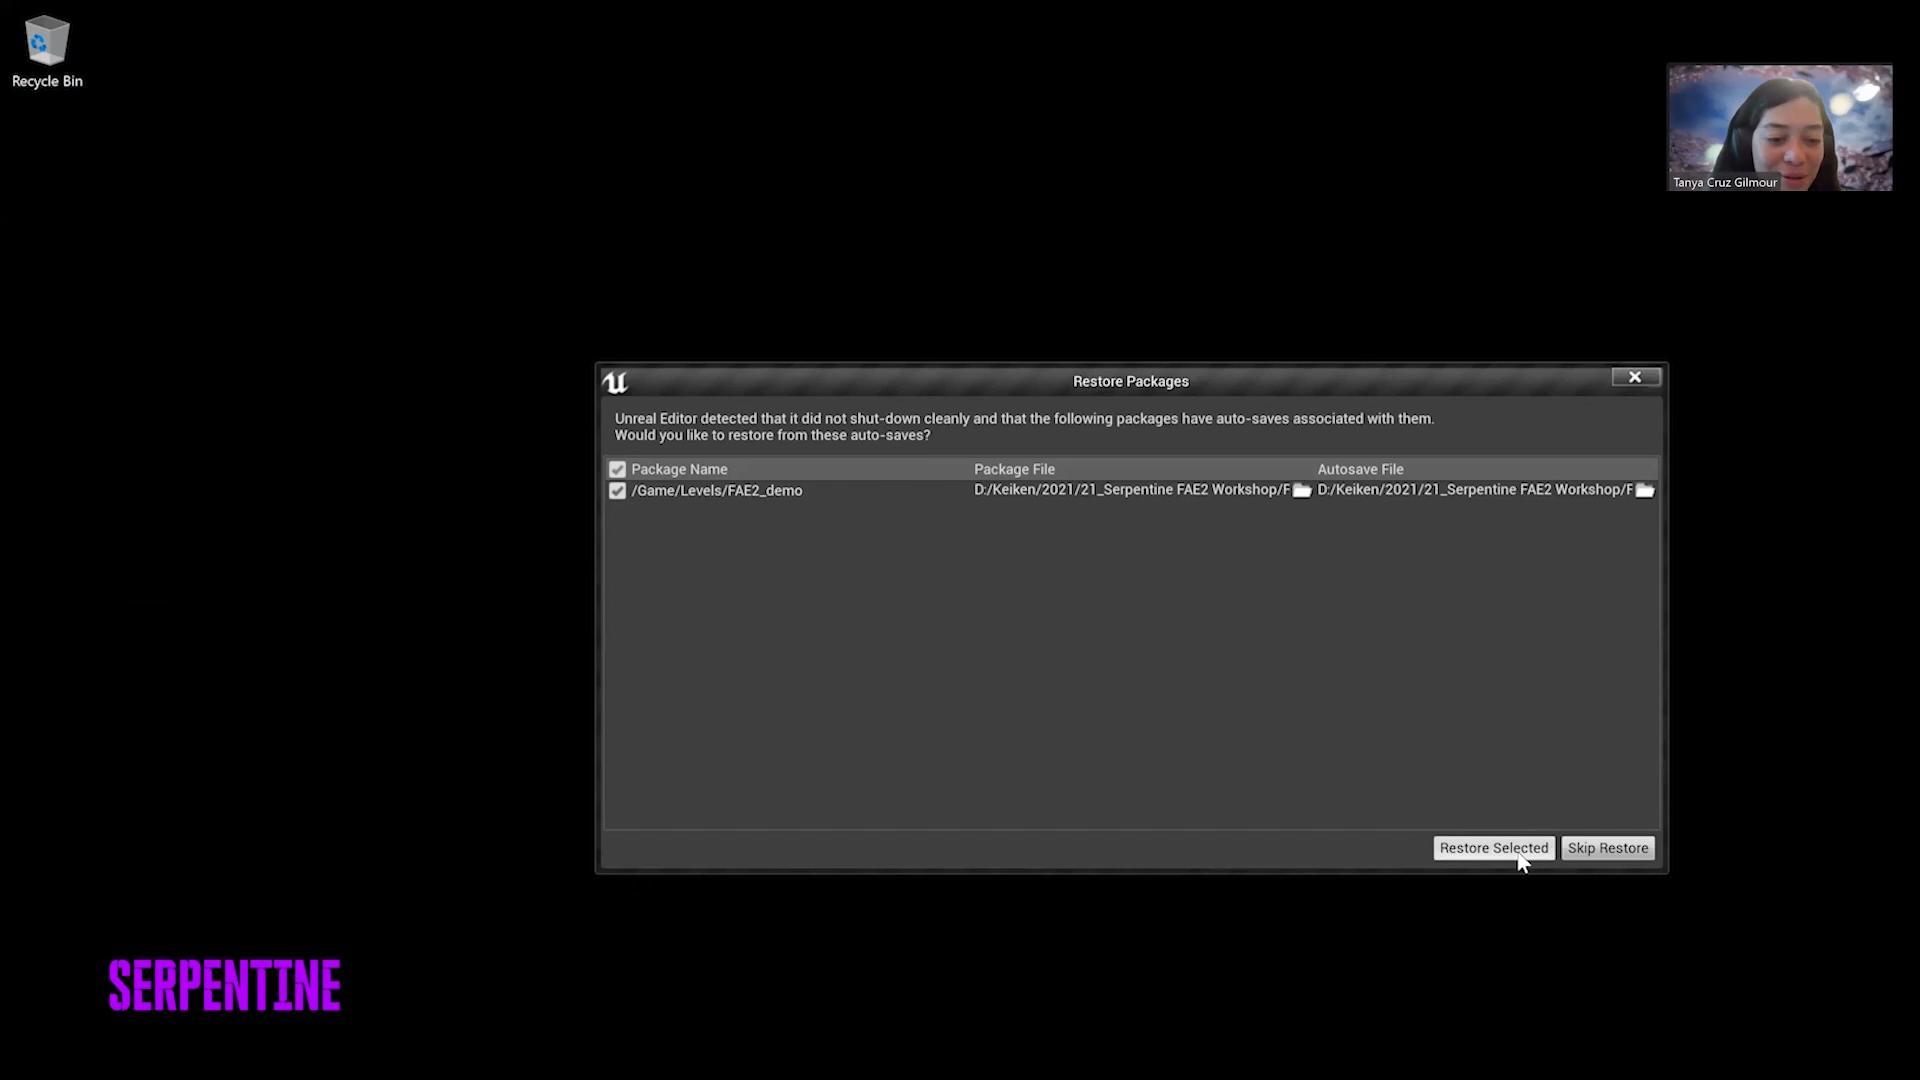 Recycle Bin
Tanya Cruz Gilmour
Restore Packages
Unreal Editor detected that it did not shut-down cleanly and that the following packages have auto-saves associated with them.
Would you like to restore from these auto-saves?
Package Name Package File Autosave File
/Game/Levels/FAE2_demo D:/Keiken/2021/21_Serpentine FAE2 Workshop/F D:/Keiken/2021/21_Serpentine FAE2 Workshop/F
Restore Selected Skip Restore
SERPENTINE